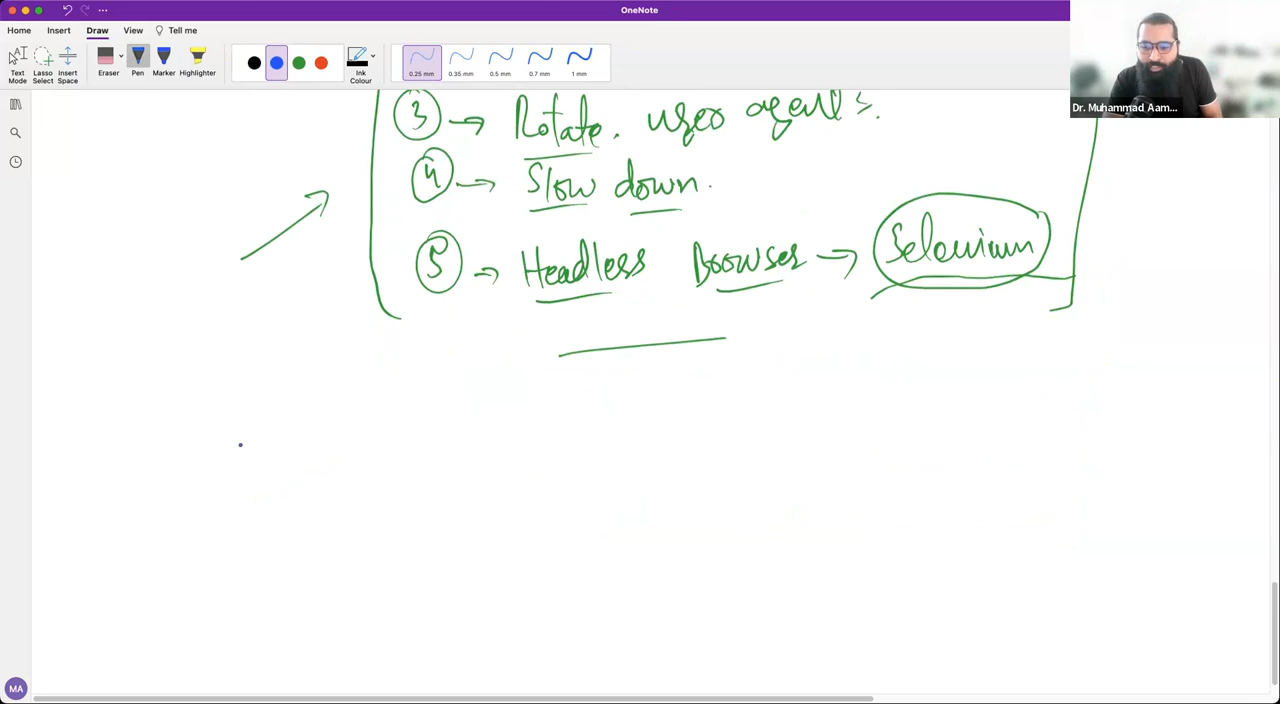 OneNote
Home Insert Draw View Tell me
Text Mode
Lasso Select
Insert Space
Eraser
Pen
Marker
Highlighter
Ink Colour
0.25 mm
0.35 mm
0.5 mm
0.7 mm
1 mm
Dr. Muhammad Aam...
3 → Rotate. user agents.
4 → Slow down.
5 → Headless Browser → Selenium
MA